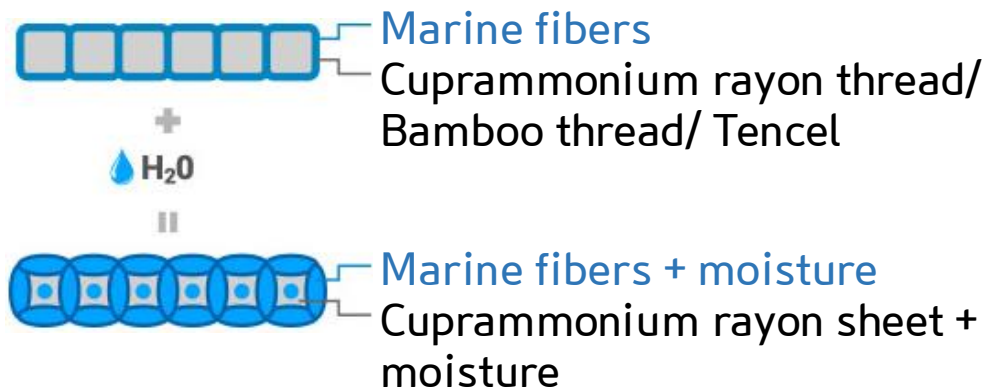 Marine fibers
Cuprammonium rayon thread/
Bamboo thread/ Tencel
+
H₂0
=
Marine fibers + moisture
Cuprammonium rayon sheet +
moisture